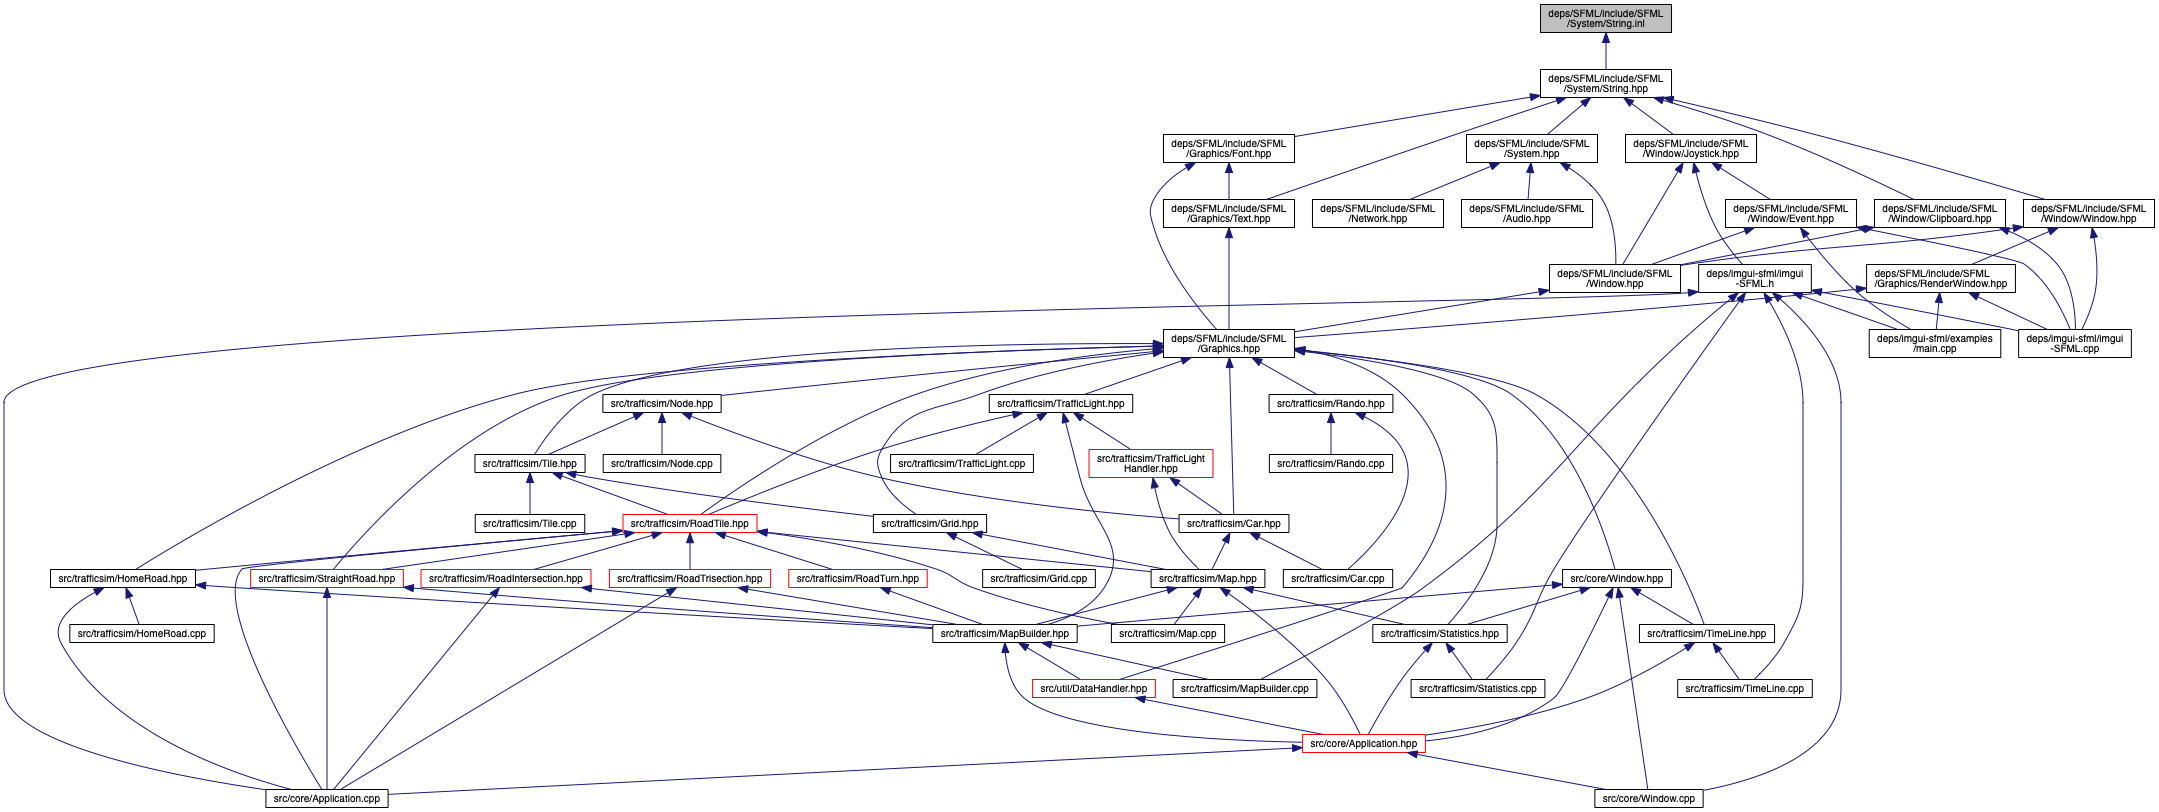 deps/SFML/include/SFML
/System/String.inl
deps/SFML/include/SFML
/System/String.hpp
deps/SFML/include/SFML
/Graphics/Font.hpp
deps/SFML/include/SFML
/System.hpp
deps/SFML/include/SFML
/Window/Joystick.hpp
deps/SFML/include/SFML
/Graphics/Text.hpp
deps/SFML/include/SFML
/Network.hpp
deps/SFML/include/SFML
/Audio.hpp
deps/SFML/include/SFML
/Window/Event.hpp
deps/SFML/include/SFML
/Window/Clipboard.hpp
deps/SFML/include/SFML
/Window/Window.hpp
deps/SFML/include/SFML
/Window.hpp
deps/imgui-sfml/imgui
-SFML.h
deps/SFML/include/SFML
/Graphics/RenderWindow.hpp
deps/SFML/include/SFML
/Graphics.hpp
deps/imgui-sfml/examples
/main.cpp
deps/imgui-sfml/imgui
-SFML.cpp
src/trafficsim/Node.hpp
src/trafficsim/TrafficLight.hpp
src/trafficsim/Rando.hpp
src/trafficsim/Tile.hpp
src/trafficsim/Node.cpp
src/trafficsim/TrafficLight.cpp
src/trafficsim/TrafficLight
Handler.hpp
src/trafficsim/Rando.cpp
src/trafficsim/Tile.cpp
src/trafficsim/RoadTile.hpp
src/trafficsim/Grid.hpp
src/trafficsim/Car.hpp
src/trafficsim/HomeRoad.hpp
src/trafficsim/StraightRoad.hpp
src/trafficsim/RoadIntersection.hpp
src/trafficsim/RoadTrisection.hpp
src/trafficsim/RoadTurn.hpp
src/trafficsim/Grid.cpp
src/trafficsim/Map.hpp
src/trafficsim/Car.cpp
src/core/Window.hpp
src/trafficsim/HomeRoad.cpp
src/trafficsim/MapBuilder.hpp
src/trafficsim/Map.cpp
src/trafficsim/Statistics.hpp
src/trafficsim/TimeLine.hpp
src/util/DataHandler.hpp
src/trafficsim/MapBuilder.cpp
src/trafficsim/Statistics.cpp
src/trafficsim/TimeLine.cpp
src/core/Application.hpp
src/core/Application.cpp
src/core/Window.cpp